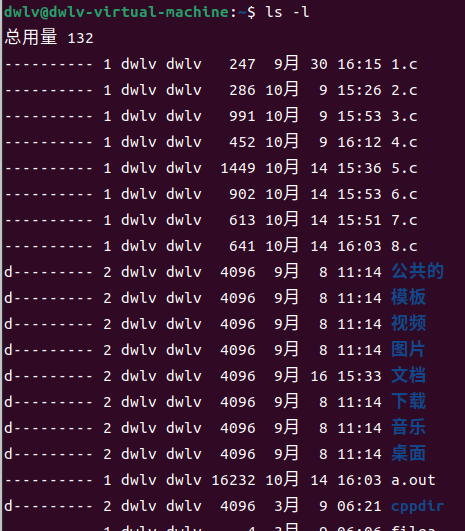 dwlv@dwlv-virtual-machine:~$ ls -l
总用量 132
---------- 1 dwlv dwlv   247  9月 30 16:15 1.c
---------- 1 dwlv dwlv   286 10月  9 15:26 2.c
---------- 1 dwlv dwlv   991 10月  9 15:53 3.c
---------- 1 dwlv dwlv   452 10月  9 16:12 4.c
---------- 1 dwlv dwlv  1449 10月 14 15:36 5.c
---------- 1 dwlv dwlv   902 10月 14 15:53 6.c
---------- 1 dwlv dwlv   613 10月 14 15:51 7.c
---------- 1 dwlv dwlv   641 10月 14 16:03 8.c
d--------- 2 dwlv dwlv  4096  9月  8 11:14 公共的
d--------- 2 dwlv dwlv  4096  9月  8 11:14 模板
d--------- 2 dwlv dwlv  4096  9月  8 11:14 视频
d--------- 2 dwlv dwlv  4096  9月  8 11:14 图片
d--------- 2 dwlv dwlv  4096  9月 16 15:33 文档
d--------- 2 dwlv dwlv  4096  9月  8 11:14 下载
d--------- 2 dwlv dwlv  4096  9月  8 11:14 音乐
d--------- 2 dwlv dwlv  4096  9月  8 11:14 桌面
---------- 1 dwlv dwlv 16232 10月 14 16:03 a.out
d--------- 2 dwlv dwlv  4096  3月  9 06:21 cppdir